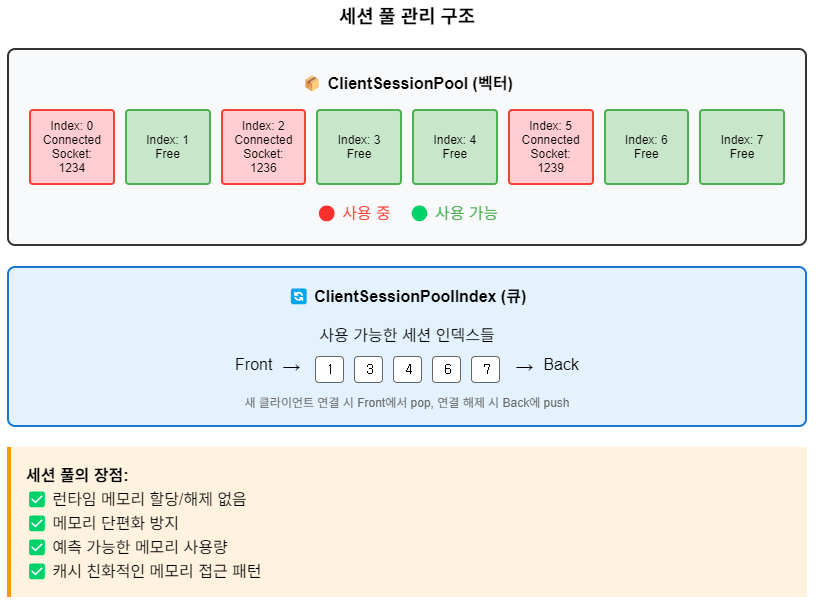 세션 풀 관리 구조
📦 ClientSessionPool (벡터)
Index: 0
Connected
Socket:
1234
Index: 1
Free
Index: 2
Connected
Socket:
1236
Index: 3
Free
Index: 4
Free
Index: 5
Connected
Socket:
1239
Index: 6
Free
Index: 7
Free
🔴 사용 중 🟢 사용 가능
🔄 ClientSessionPoolIndex (큐)
사용 가능한 세션 인덱스들
Front → 1 3 4 6 7 → Back
새 클라이언트 연결 시 Front에서 pop, 연결 해제 시 Back에 push
세션 풀의 장점:
✅ 런타임 메모리 할당/해제 없음
✅ 메모리 단편화 방지
✅ 예측 가능한 메모리 사용량
✅ 캐시 친화적인 메모리 접근 패턴